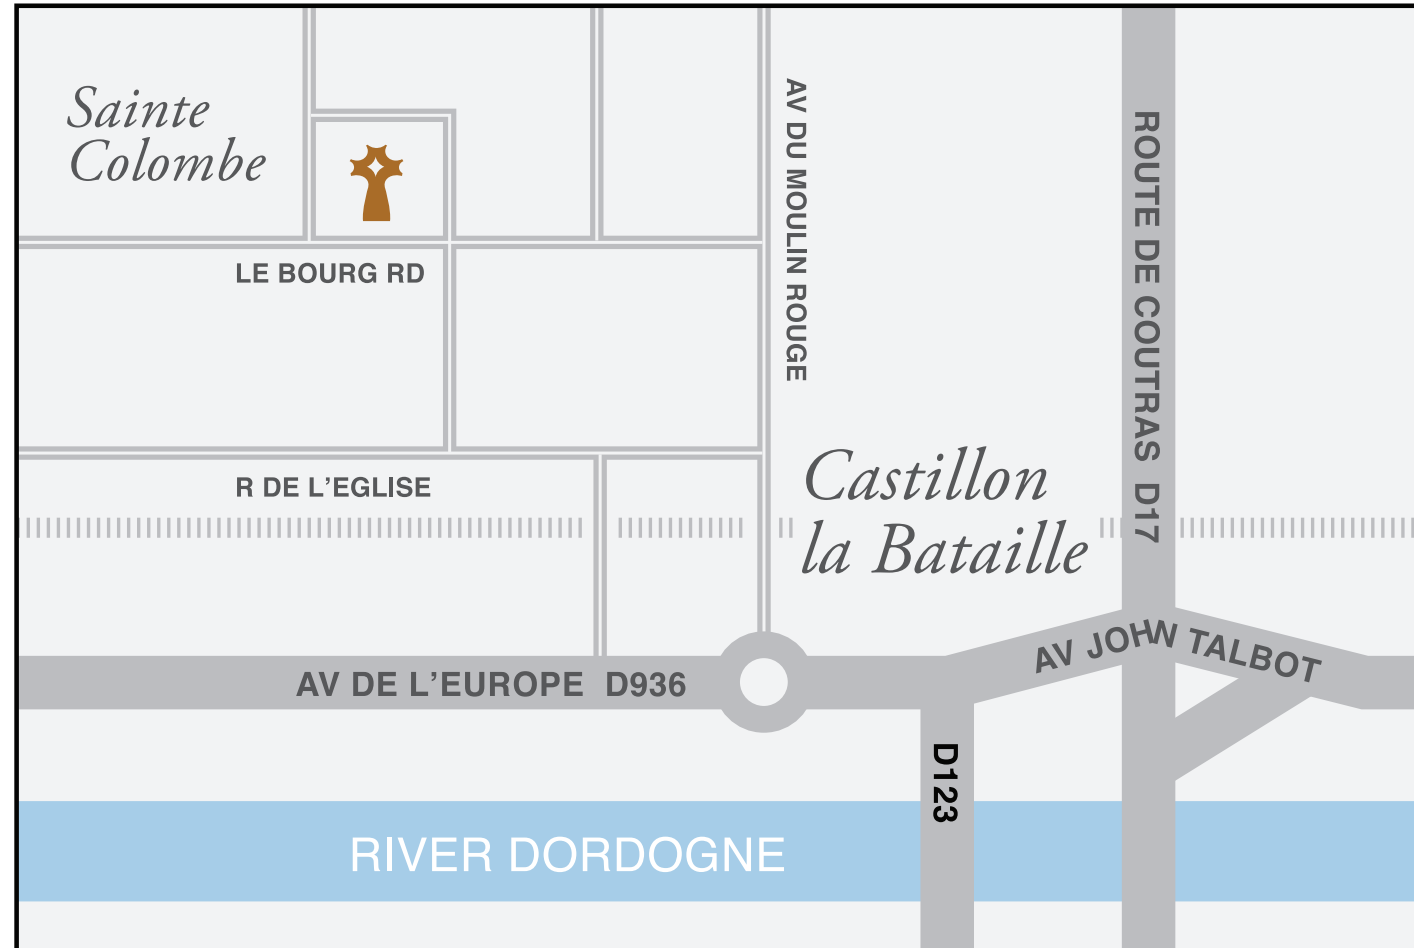 Sainte
Colombe
AV DU MOULIN ROUGE
ROUTE DE COUTRAS D17
LE BOURG RD
Castillon
la Bataille
R DE L’EGLISE
AV JOHN TALBOT
AV DE L’EUROPE D936
D123
RIVER DORDOGNE